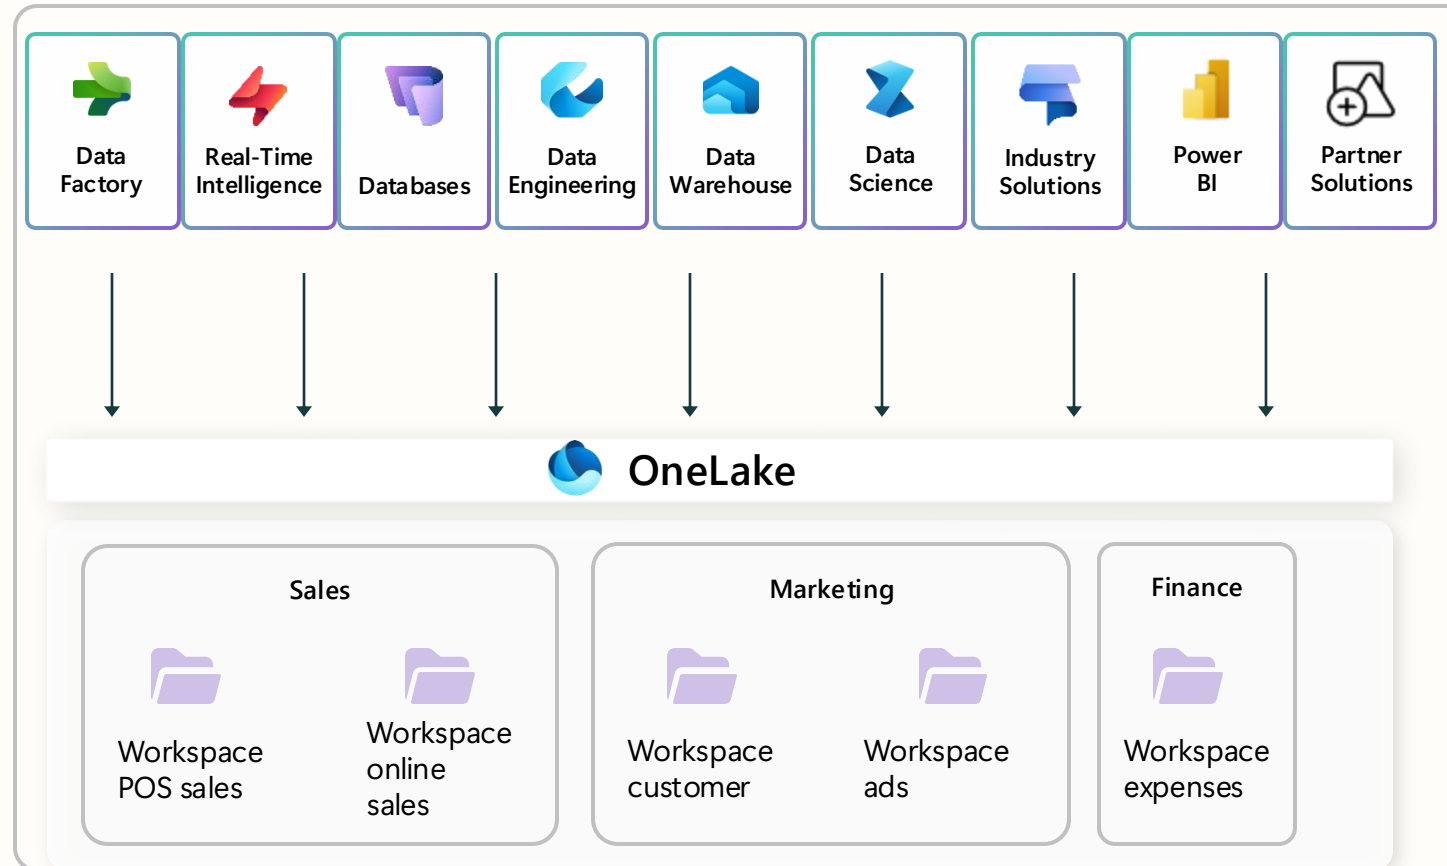 Data
Factory
Real-Time
Intelligence
Databases
Data
Engineering
Data
Warehouse
Data
Science
Industry
Solutions
Power
BI
Partner
Solutions
OneLake
Sales
Workspace
POS sales
Workspace
online
sales
Marketing
Workspace
customer
Workspace
ads
Finance
Workspace
expenses